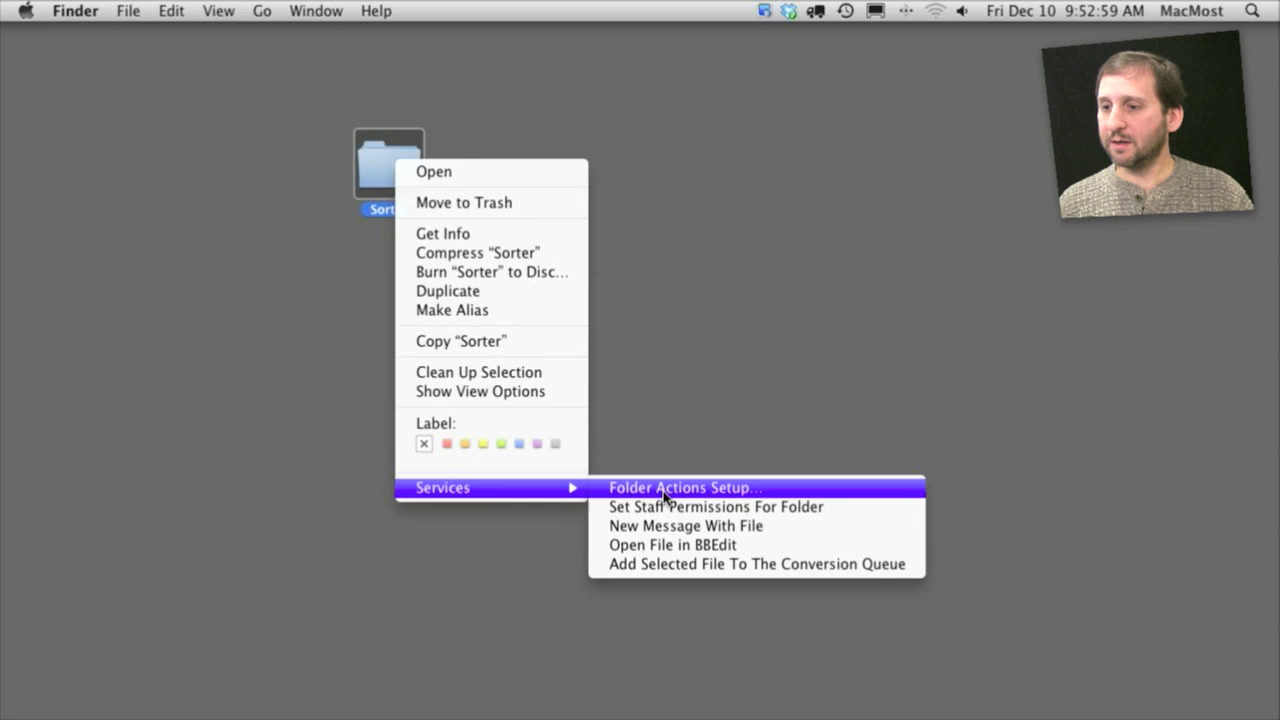 Finder File Edit View Go Window Help Fri Dec 10 9:52:59 AM MacMost
Sort
Open
Move to Trash
Get Info
Compress “Sorter”
Burn “Sorter” to Disc...
Duplicate
Make Alias
Copy “Sorter”
Clean Up Selection
Show View Options
Label:
Services
Folder Actions Setup...
Set Staff Permissions For Folder
New Message With File
Open File in BBEdit
Add Selected File To The Conversion Queue